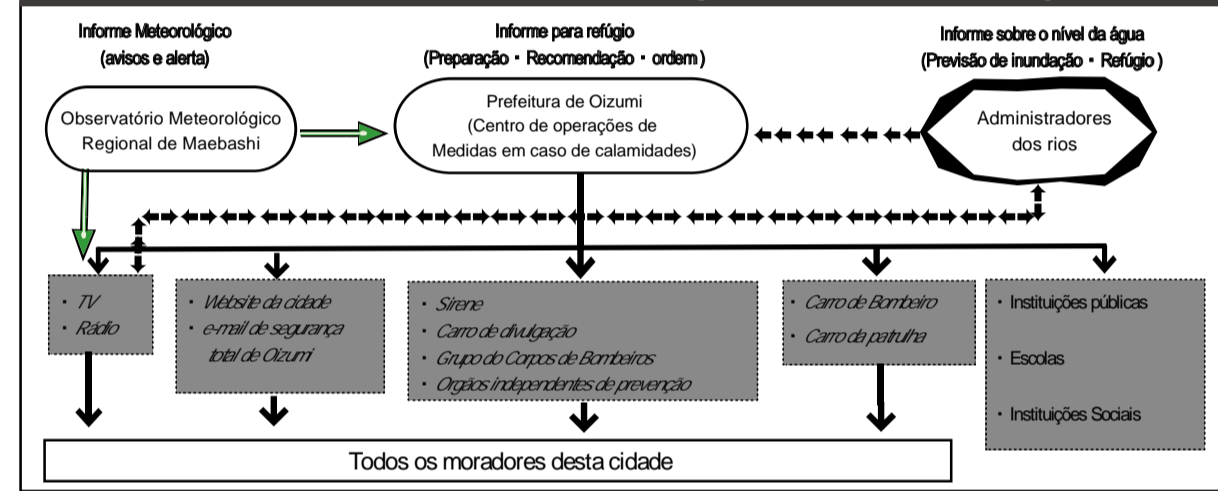 Informe Meteorológico
(avisos e alerta)
Informe para refúgio
(Preparação・Recomendação・ordem)
Informe sobre o nível da água
(Previsão de inundação・Refúgio)
Observatório Meteorológico
Regional de Maebashi
Prefeitura de Oizumi
(Centro de operações de
Medidas em caso de calamidades)
Administradores
dos rios
・TV
・Rádio
・Website da cidade
・e-mail de segurança
total de Oizumi
・Sirene
・Carro de divulgação
・Grupo do Corpos de Bombeiros
・Orgãos independentes de prevenção
・Carro de Bombeiro
・Carro da patrulha
・Instituições públicas
・Escolas
・Instituições Sociais
Todos os moradores desta cidade